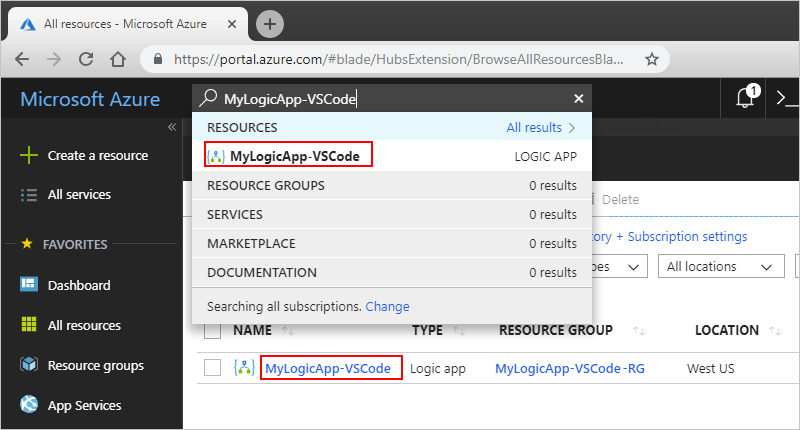 All resources - Microsoft Azure
https://portal.azure.com/#blade/HubsExtension/BrowseAllResourcesBla...
Microsoft Azure
MyLogicApp-VSCode
1
RESOURCES All results
MyLogicApp-VSCode LOGIC APP
RESOURCE GROUPS 0 results
SERVICES 0 results
MARKETPLACE 0 results
DOCUMENTATION 0 results
Searching all subscriptions. Change
Create a resource
All services
FAVORITES
Dashboard
All resources
Resource groups
App Services
Delete
+ Subscription settings
All locations
NAME TYPE RESOURCE GROUP LOCATION
MyLogicApp-VSCode Logic app MyLogicApp-VSCode-RG West US